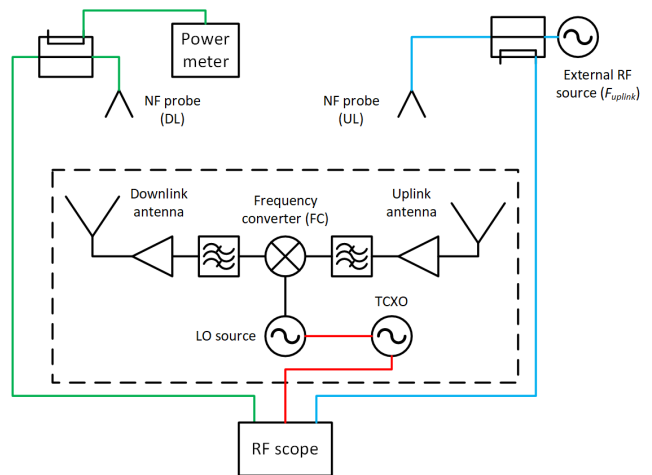 Power
meter
External RF
source (Fuplink)
NF probe
(DL)
NF probe
(UL)
Downlink
antenna
Frequency
converter (FC)
Uplink
antenna
TCXO
LO source
RF scope